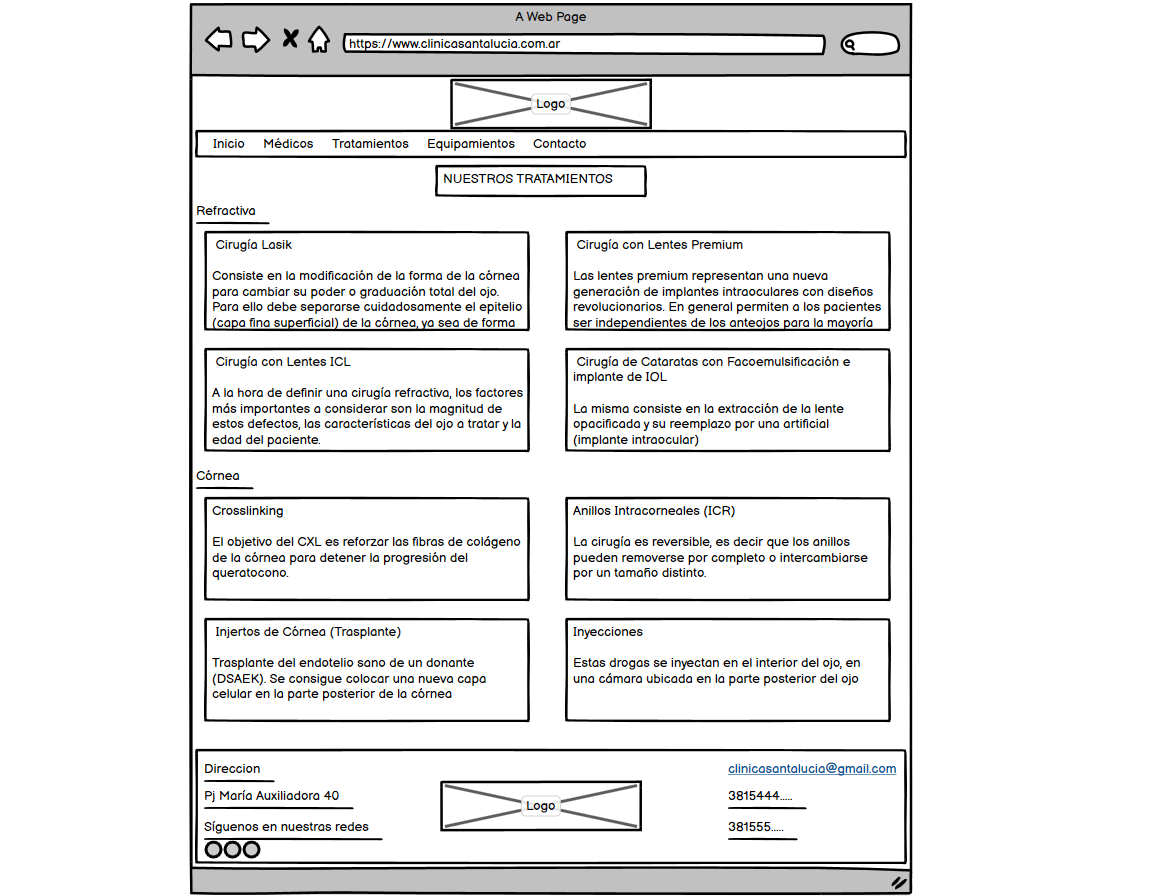 A Web Page
https://www.clinicasantalucia.com.ar
Logo
Inicio Médicos Tratamientos Equipamientos Contacto
NUESTROS TRATAMIENTOS
Refractiva
Cirugía Lasik
Consiste en la modificación de la forma de la córnea
para cambiar su poder o graduación total del ojo.
Para ello debe separarse cuidadosamente el epitelio
(capa fina superficial) de la córnea, ya sea de forma
Cirugía con Lentes Premium
Las lentes premium representan una nueva
generación de implantes intraoculares con diseños
revolucionarios. En general permiten a los pacientes
ser independientes de los anteojos para la mayoría
Cirugía con Lentes ICL
A la hora de definir una cirugía refractiva, los factores
más importantes a considerar son la magnitud de
estos defectos, las características del ojo a tratar y la
edad del paciente.
Cirugía de Cataratas con Facoemulsificación e
implante de IOL
La misma consiste en la extracción de la lente
opacificada y su reemplazo por una artificial
(implante intraocular)
Córnea
Crosslinking
El objetivo del CXL es reforzar las fibras de colágeno
de la córnea para detener la progresión del
queratocono.
Anillos Intracorneales (ICR)
La cirugía es reversible, es decir que los anillos
pueden removerse por completo o intercambiarse
por un tamaño distinto.
Injertos de Córnea (Trasplante)
Trasplante del endotelio sano de un donante
(DSAEK). Se consigue colocar una nueva capa
celular en la parte posterior de la córnea
Inyecciones
Estas drogas se inyectan en el interior del ojo, en
una cámara ubicada en la parte posterior del ojo
Direccion
Pj María Auxiliadora 40
Síguenos en nuestras redes
Logo
clinicasantalucia@gmail.com
3815444.....
381555.....